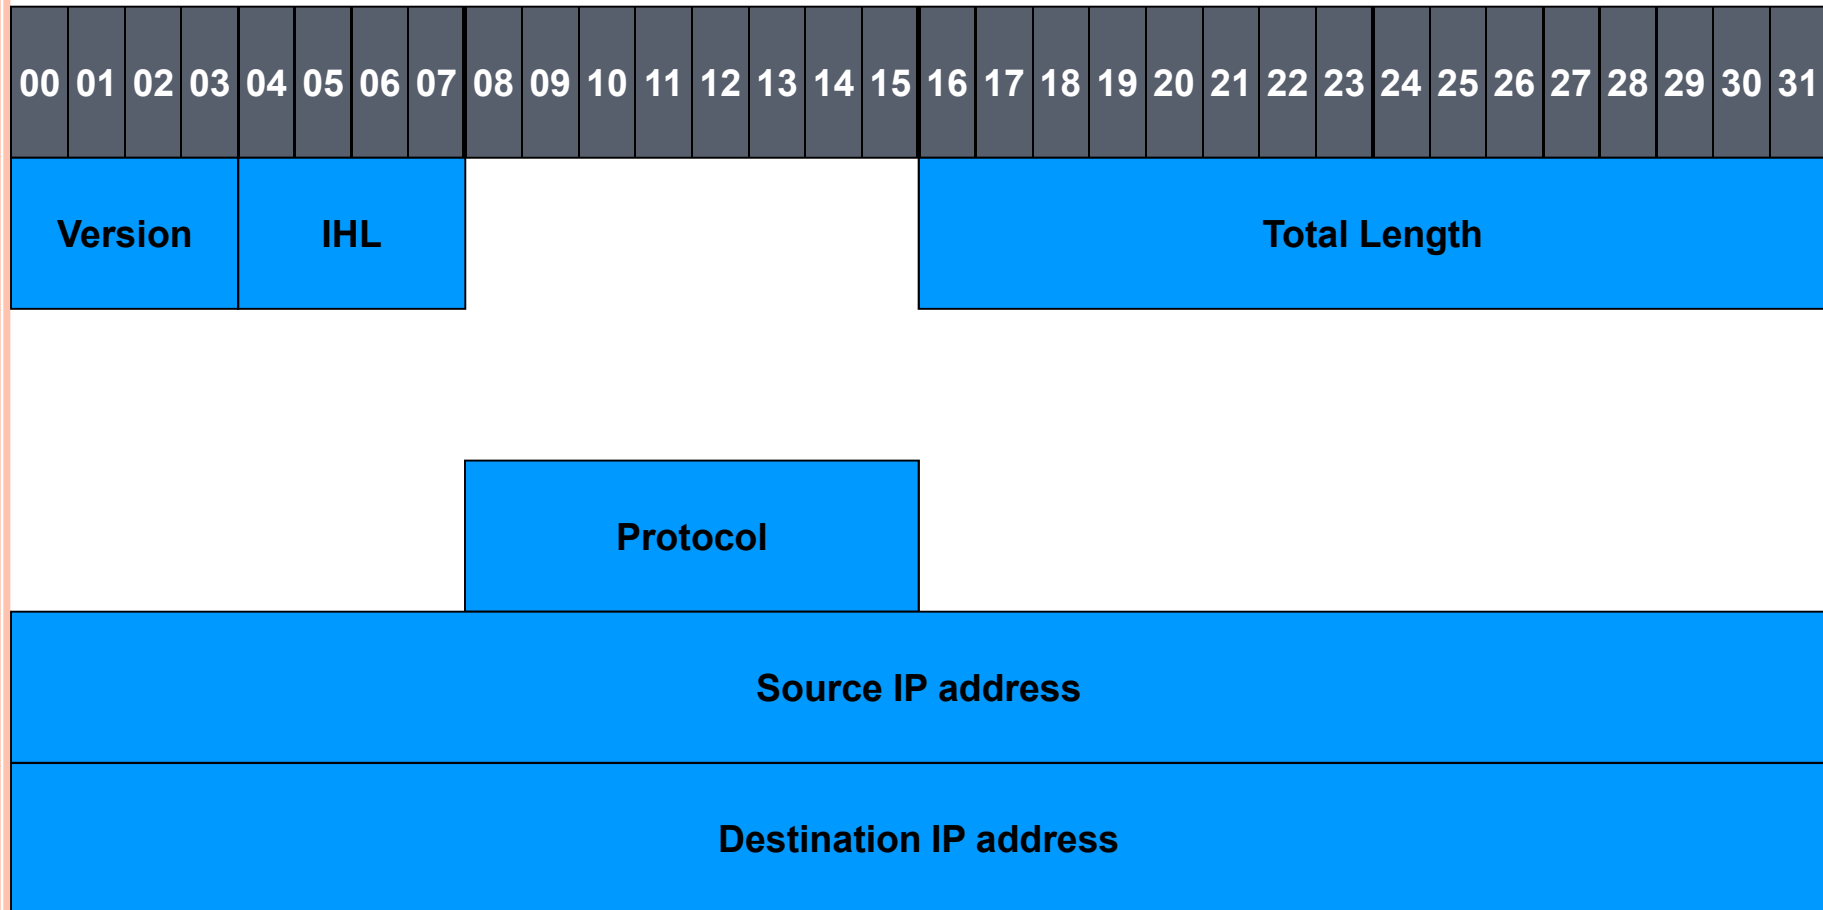 00 01 02 03 04 05 06 07 08 09 10 11 12 13 14 15 16 17 18 19 20 21 22 23 24 25 26 27 28 29 30 31
Version IHL Total Length
Protocol
Source IP address
Destination IP address